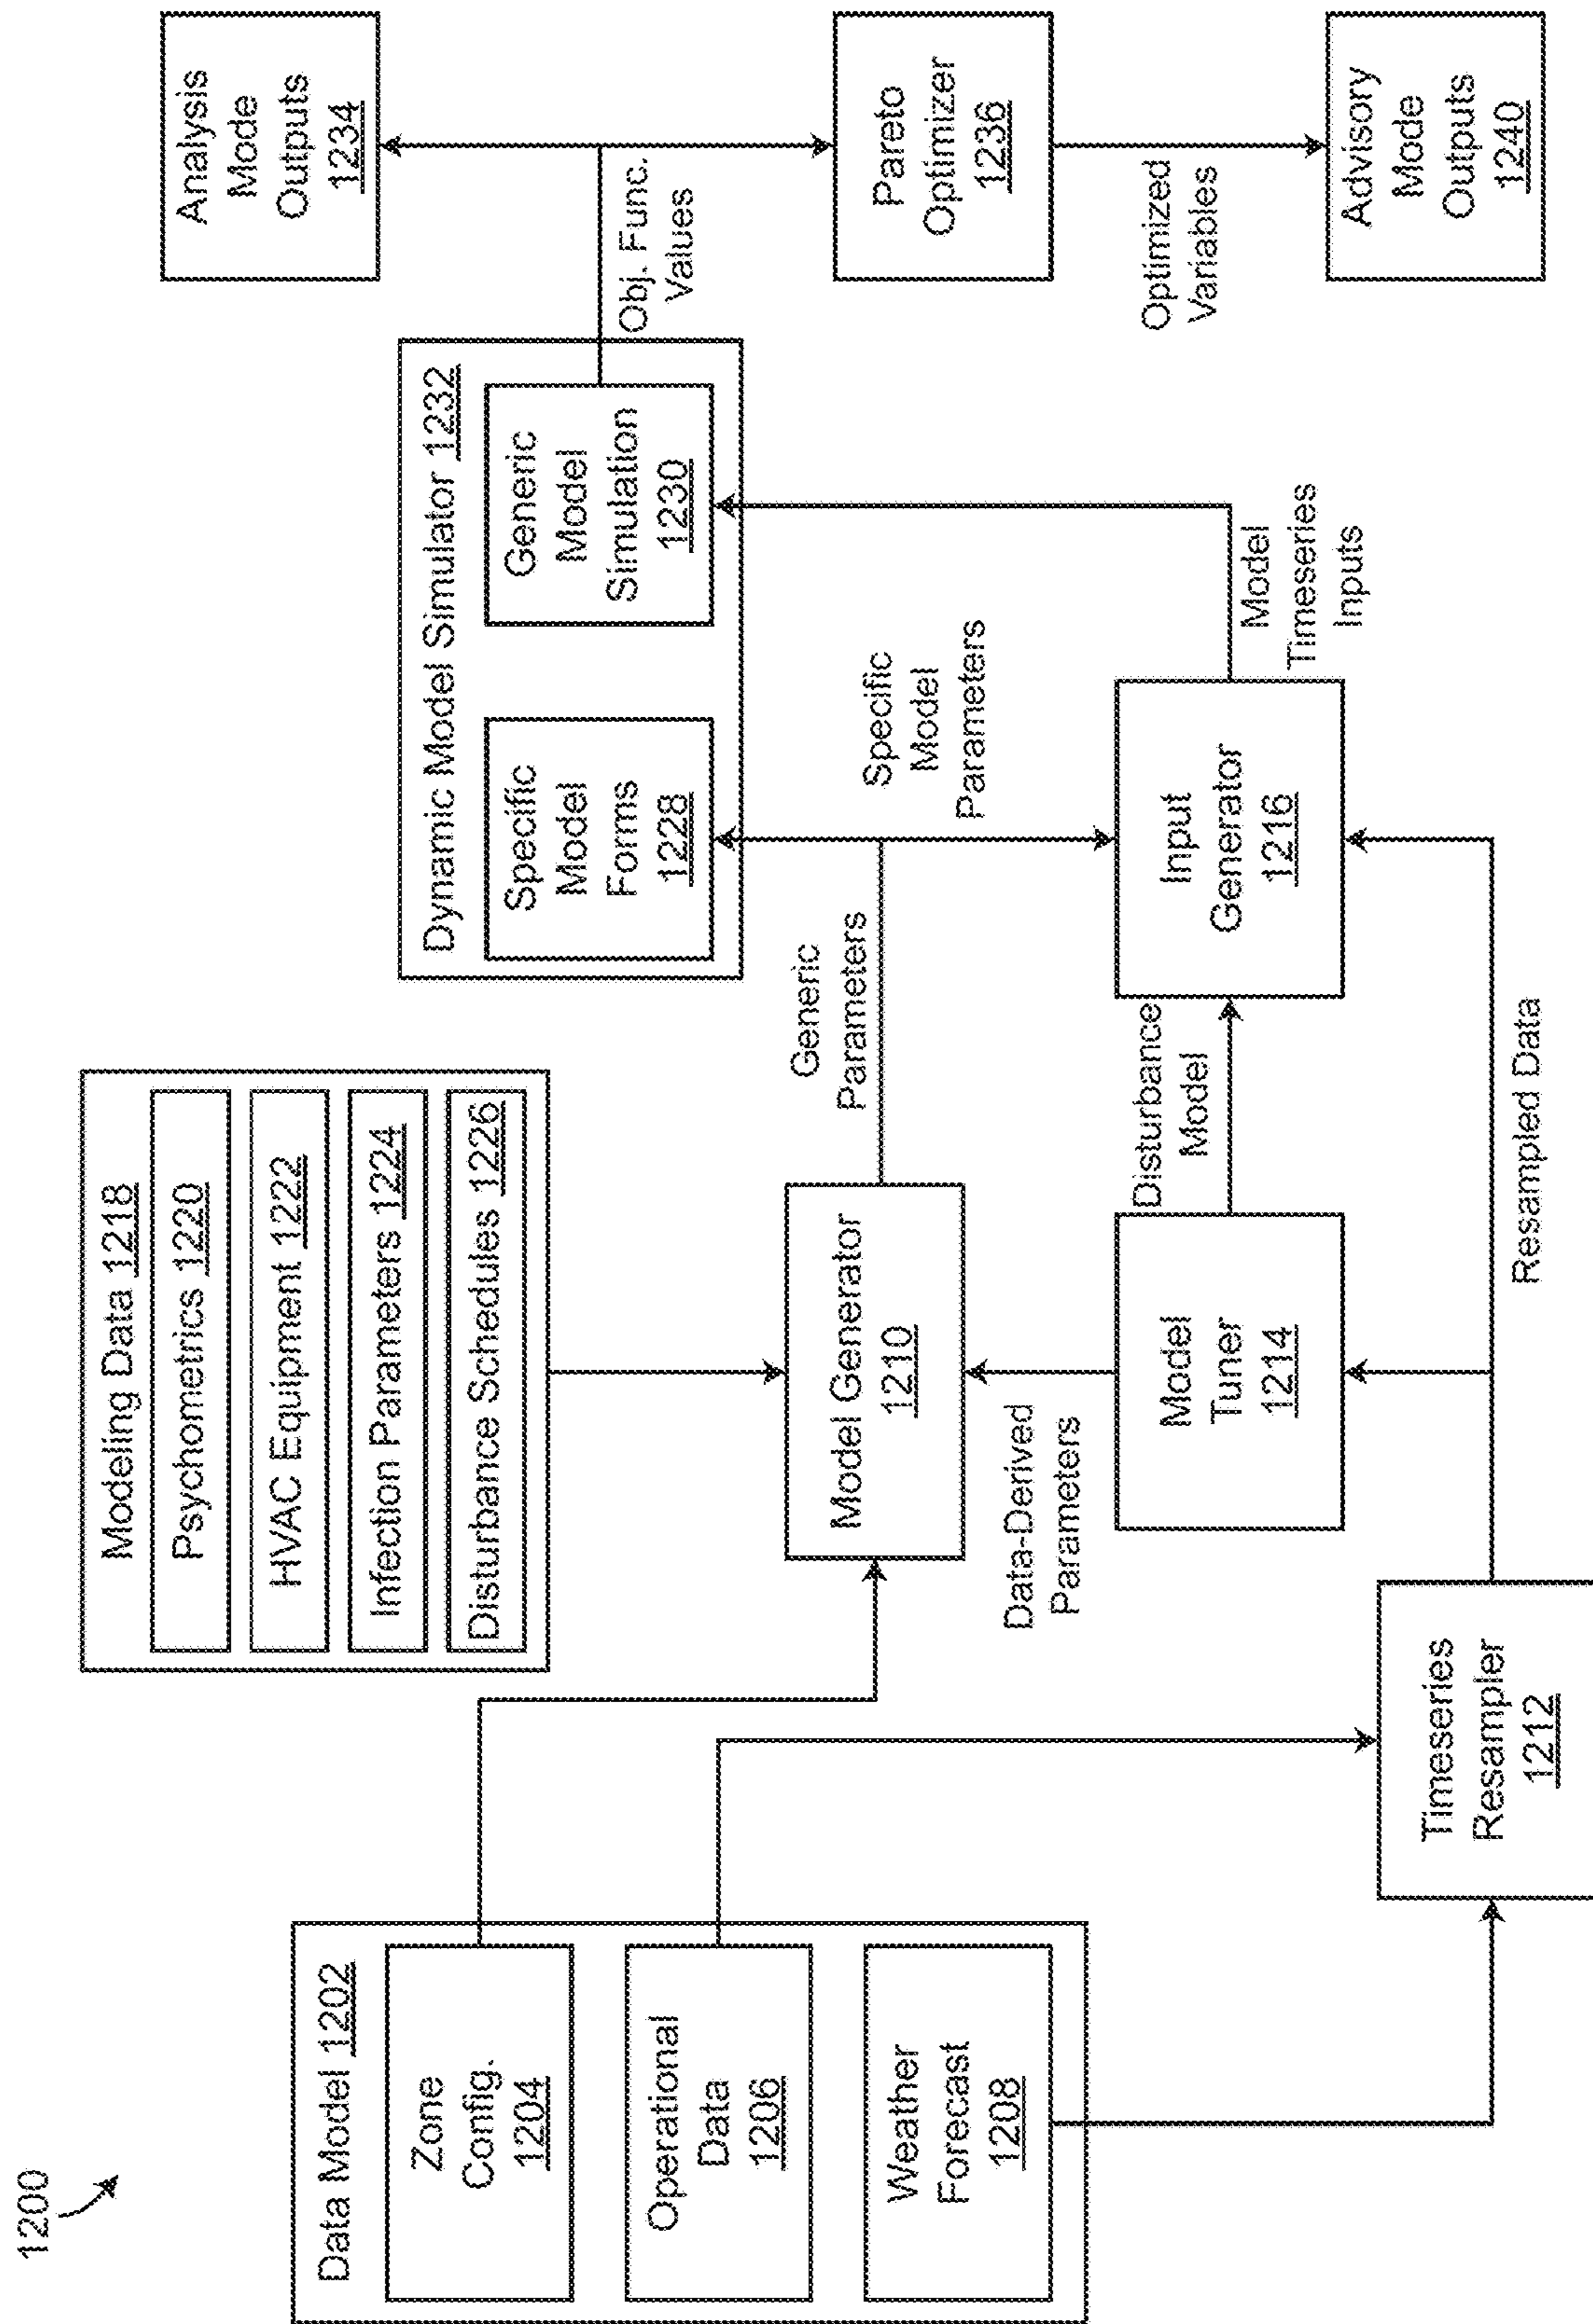 1200
Data Model 1202
Zone
Config.
1204
Operational
Data
1206
Weather
Forecast
1208
Modeling Data 1218
Psychometrics 1220
HVAC Equipment 1222
Infection Parameters 1224
Disturbance Schedules 1226
Model Generator
1210
Data-Derived
Parameters
Model
Tuner
1214
Timeseries
Resampler
1212
Resampled Data
Disturbance
Model
Generic
Parameters
Specific
Model
Parameters
Input
Generator
1216
Model
Timeseries
Inputs
Dynamic Model Simulator 1232
Specific
Model
Forms
1228
Generic
Model
Simulation
1230
Obj. Func.
Values
Analysis
Mode
Outputs
1234
Pareto
Optimizer
1236
Optimized
Variables
Advisory
Mode
Outputs
1240